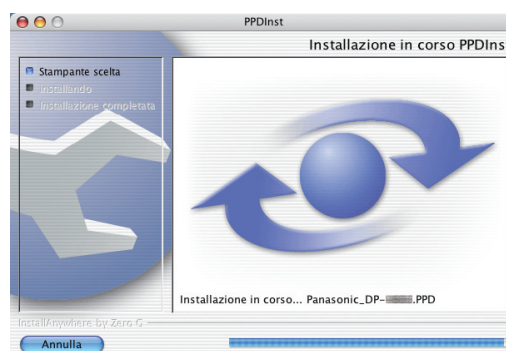 PPDInst
Installazione in corso PPDIns
Stampante scelta
Installando
Installazione completata
Installazione in corso... Panasonic_DP- .PPD
InstallAnywhere by Zero G
Annulla